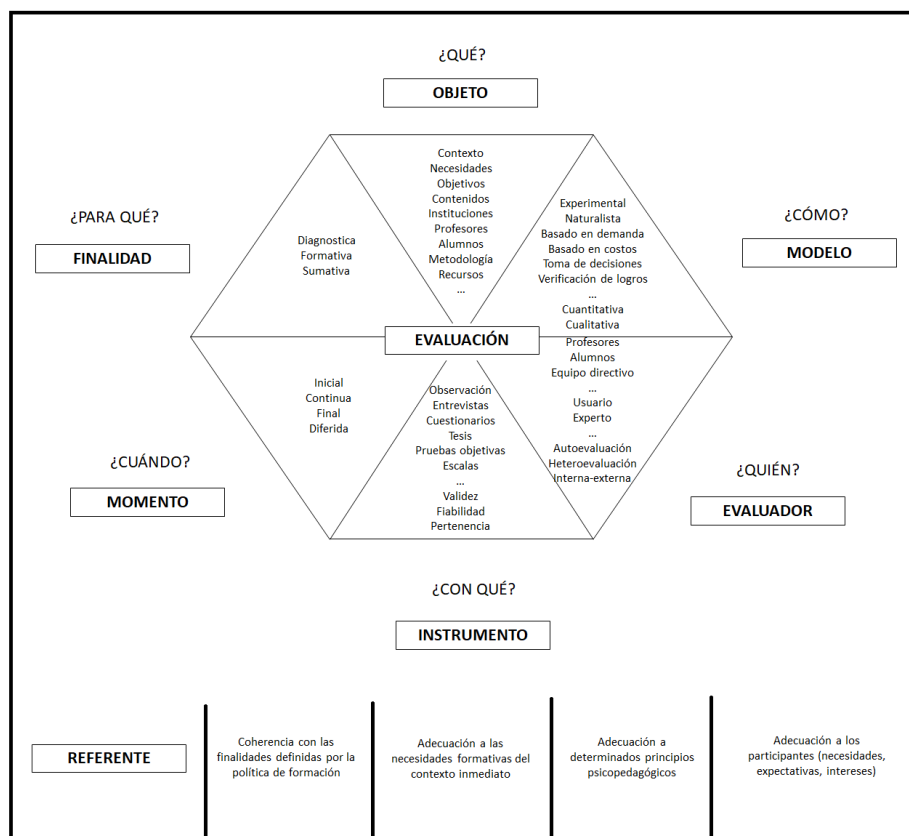 ¿QUÉ?
OBJETO
¿PARA QUÉ?
FINALIDAD
Diagnostica
Formativa
Sumativa
Contexto
Necesidades
Objetivos
Contenidos
Instituciones
Profesores
Alumnos
Metodología
Recursos
...
Experimental
Naturalista
Basado en demanda
Basado en costos
Toma de decisiones
Verificación de logros
...
Cuantitativa
Cualitativa
¿CÓMO?
MODELO
EVALUACIÓN
Inicial
Continua
Final
Diferida
¿CUÁNDO?
MOMENTO
Observación
Entrevistas
Cuestionarios
Tesis
Pruebas objetivas
Escalas
...
Validez
Fiabilidad
Pertenencia
Profesores
Alumnos
Equipo directivo
...
Usuario
Experto
...
Autoevaluación
Heteroevaluación
Interna-externa
¿QUIÉN?
EVALUADOR
¿CON QUÉ?
INSTRUMENTO
REFERENTE
Coherencia con las
finalidades definidas por la
política de formación
Adecuación a las
necesidades formativas del
contexto inmediato
Adecuación a
determinados principios
psicopedagógicos
Adecuación a los
participantes (necesidades,
expectativas, intereses)